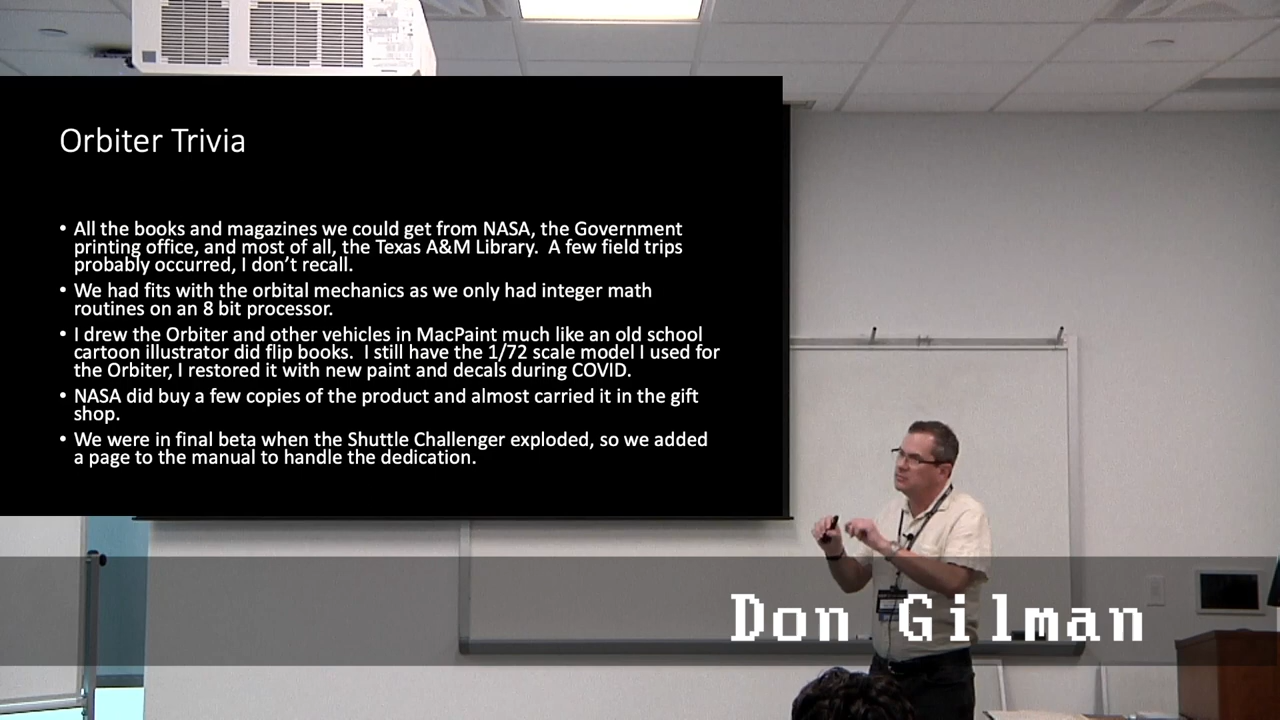 Orbiter Trivia
• All the books and magazines we could get from NASA, the Government
printing office, and most of all, the Texas A&M Library.  A few field trips
probably occurred, I don’t recall.
• We had fits with the orbital mechanics as we only had integer math
routines on an 8 bit processor.
• I drew the Orbiter and other vehicles in MacPaint much like an old school
cartoon illustrator did flip books.  I still have the 1/72 scale model I used for
the Orbiter, I restored it with new paint and decals during COVID.
• NASA did buy a few copies of the product and almost carried it in the gift
shop.
• We were in final beta when the Shuttle Challenger exploded, so we added
a page to the manual to handle the dedication.
Don Gilman